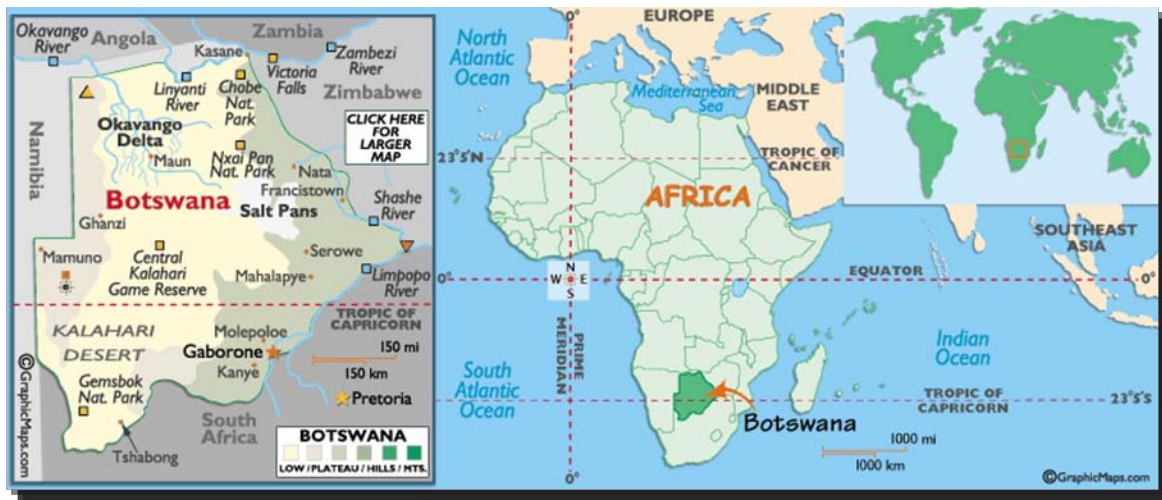 Okavango
River
Angola
Zambia
Kasane
Zambezi
River
Victoria
Falls
Linyanti
River
Chobe
Nat.
Park
Zimbabwe
Namibia
Okavango
Delta
Maun
Nxai Pan
Nat. Park
CLICK HERE
FOR
LARGER
MAP
Nata
Francistown
Botswana
Salt Pans
Shashe
River
Ghanzi
Serowe
Mamuno
Central
Kalahari
Game Reserve
Mahalapye
Limpopo
River
TROPIC OF
CAPRICORN
KALAHARI
DESERT
Molepoloe
Gaborone
Kanye
150 mi
150 km
Pretoria
Gemsbok
Nat. Park
South
Africa
Tshabong
BOTSWANA
LOW / PLATEAU / HILLS / MTS.
©GraphicMaps.com
0°
EUROPE
North
Atlantic
Ocean
Mediterranean
Sea
MIDDLE
EAST
23°5'N
TROPIC OF
CANCER
AFRICA
SOUTHEAST
ASIA
N
W E
S
0°
EQUATOR
0°
PRIME
MERIDIAN
South
Atlantic
Ocean
Indian
Ocean
TROPIC OF
CAPRICORN
23°5'S
Botswana
1000 mi
1000 km
0°
©GraphicMaps.com